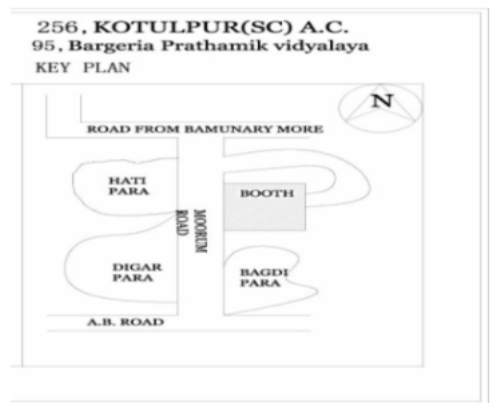 256, KOTULPUR(SC) A.C.
95, Bargeria Prathamik vidyalaya
KEY PLAN
N
ROAD FROM BAMUNARY MORE
HATI
PARA
BOOTH
MOORUM
ROAD
DIGAR
PARA
BAGDI
PARA
A.B. ROAD